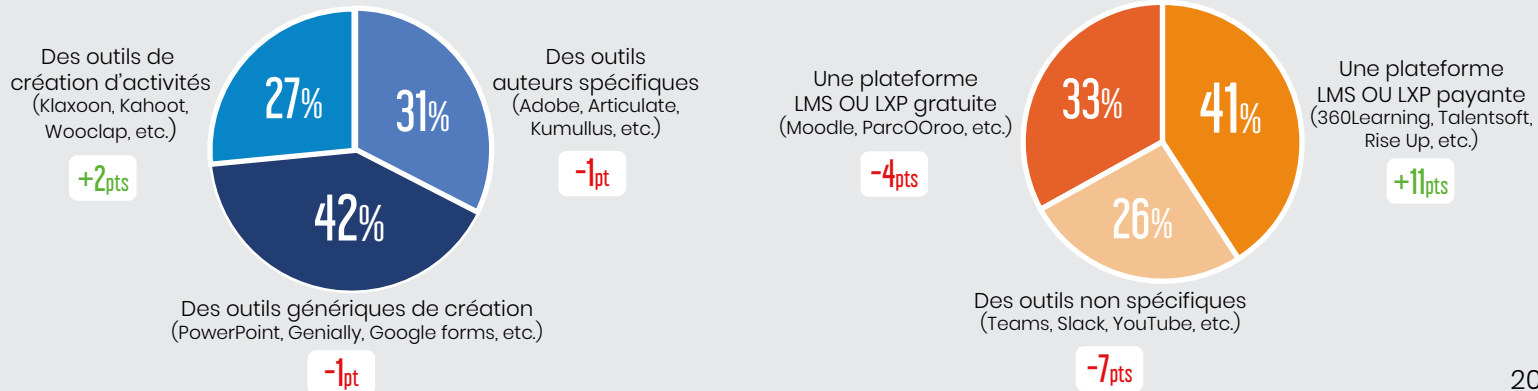 Des outils de
création d'activités
(Klaxoon, Kahoot,
Wooclap, etc.)
+2pts
27%
31%
42%
Des outils
auteurs spécifiques
(Adobe, Articulate,
Kumullus, etc.)
-1pt
Des outils génériques de création
(PowerPoint, Genially, Google forms, etc.)
-1pt
Une plateforme
LMS OU LXP gratuite
(Moodle, ParcOOroo, etc.)
-4pts
33%
41%
26%
Une plateforme
LMS OU LXP payante
(360Learning, Talentsoft,
Rise Up, etc.)
+11pts
Des outils non spécifiques
(Teams, Slack, YouTube, etc.)
-7pts
20